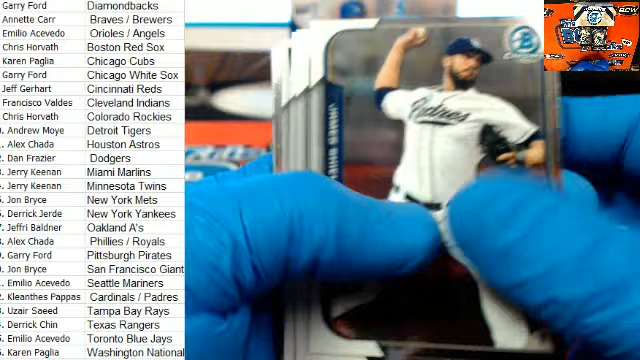 Garry Ford Diamondbacks
Annette Carr Braves / Brewers
Emilio Acevedo Orioles / Angels
Chris Horvath Boston Red Sox
Karen Paglia Chicago Cubs
Garry Ford Chicago White Sox
Jeff Gerhart Cincinnati Reds
Francisco Valdes Cleveland Indians
Chris Horvath Colorado Rockies
Andrew Moye Detroit Tigers
Alex Chada Houston Astros
Dan Frazier Dodgers
Jerry Keenan Miami Marlins
Jerry Keenan Minnesota Twins
Jon Bryce New York Mets
Derrick Jerde New York Yankees
Jeffri Baldner Oakland A's
Alex Chada Phillies / Royals
Garry Ford Pittsburgh Pirates
Jon Bryce San Francisco Giant
Emilio Acevedo Seattle Mariners
Kleanthes Pappas Cardinals / Padres
Uzair Saeed Tampa Bay Rays
Derrick Chin Texas Rangers
Emilio Acevedo Toronto Blue Jays
Karen Paglia Washington National
Padres
JAMES SHIE
BCW